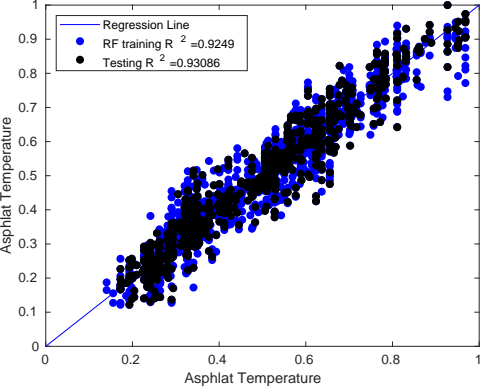 Regression Line
RF training R 2 =0.9249
Testing R 2 =0.93086
1
0.9
0.8
0.7
0.6
0.5
0.4
0.3
0.2
0.1
0
Asphlat Temperature
0 0.2 0.4 0.6 0.8 1
Asphlat Temperature